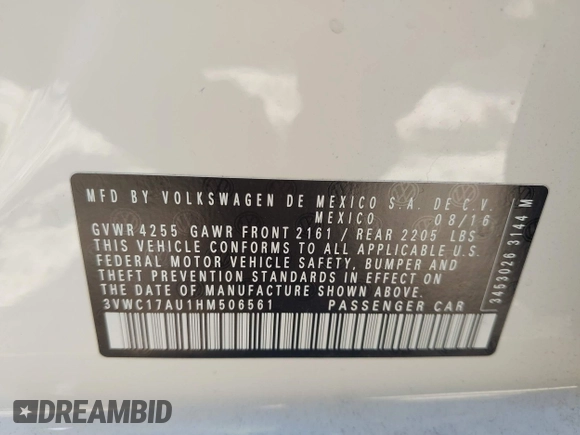 MFD BY VOLKSWAGEN DE MEXICO S.A. DE C.V.
MEXICO 08/16
GVWR 4255 GAWR FRONT 2161 / REAR 2205 LBS
THIS VEHICLE CONFORMS TO ALL APPLICABLE U.S.
FEDERAL MOTOR VEHICLE SAFETY, BUMPER AND
THEFT PREVENTION STANDARDS IN EFFECT ON
THE DATE OF MANUFACTURE SHOWN ABOVE.
3VWC17AU1HM506561 PASSENGER CAR
3453026 3144 M
DREAMBID